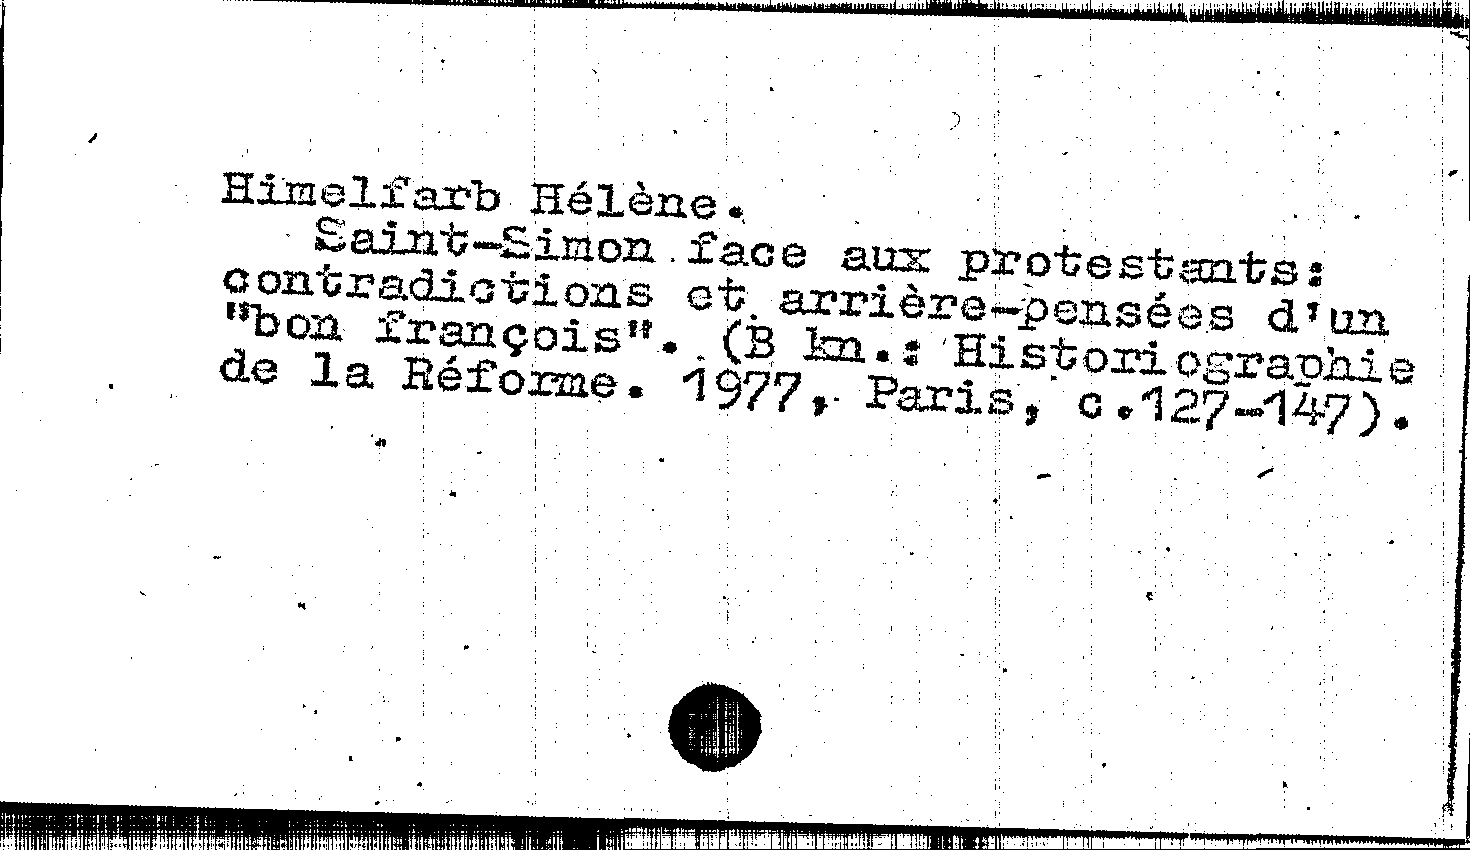 Himelfarb Hélène.
Saint-Simon face aux protestants:
contradictions et arrière-pensées d'un
"bon françois". (В кн.: Historiographie
de la Réforme. 1977, Paris, с.127-147).